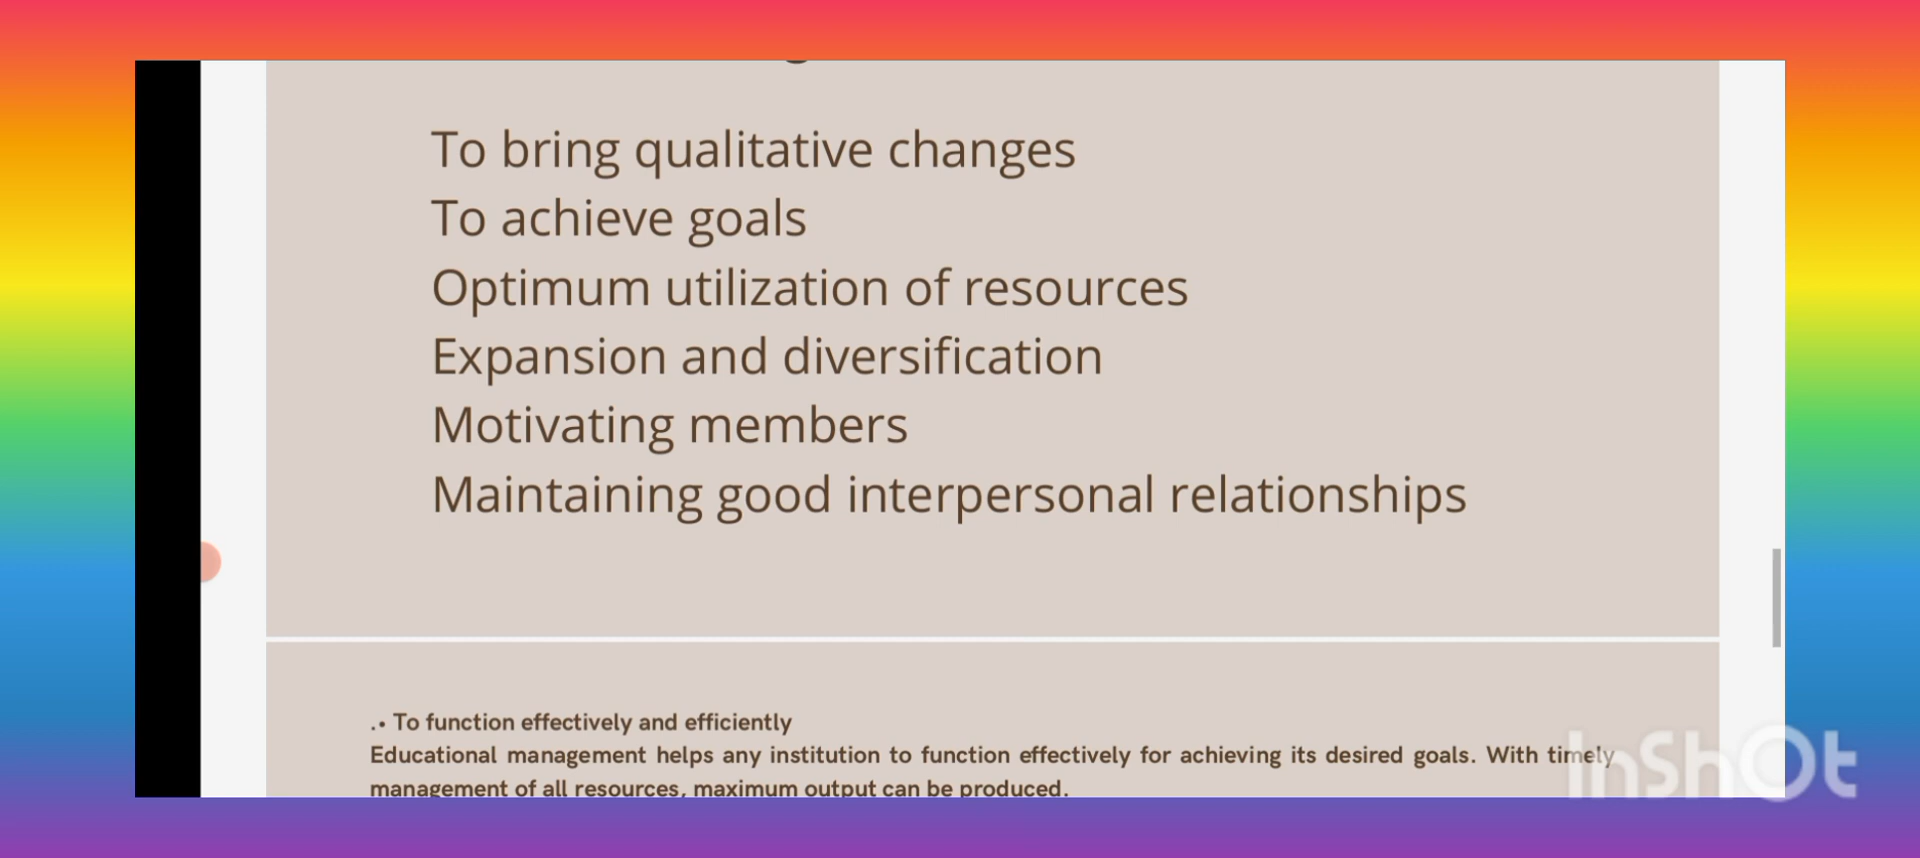 To bring qualitative changes
To achieve goals
Optimum utilization of resources
Expansion and diversification
Motivating members
Maintaining good interpersonal relationships
.• To function effectively and efficiently
Educational management helps any institution to function effectively for achieving its desired goals. With timely
management of all resources, maximum output can be produced.
InShOt